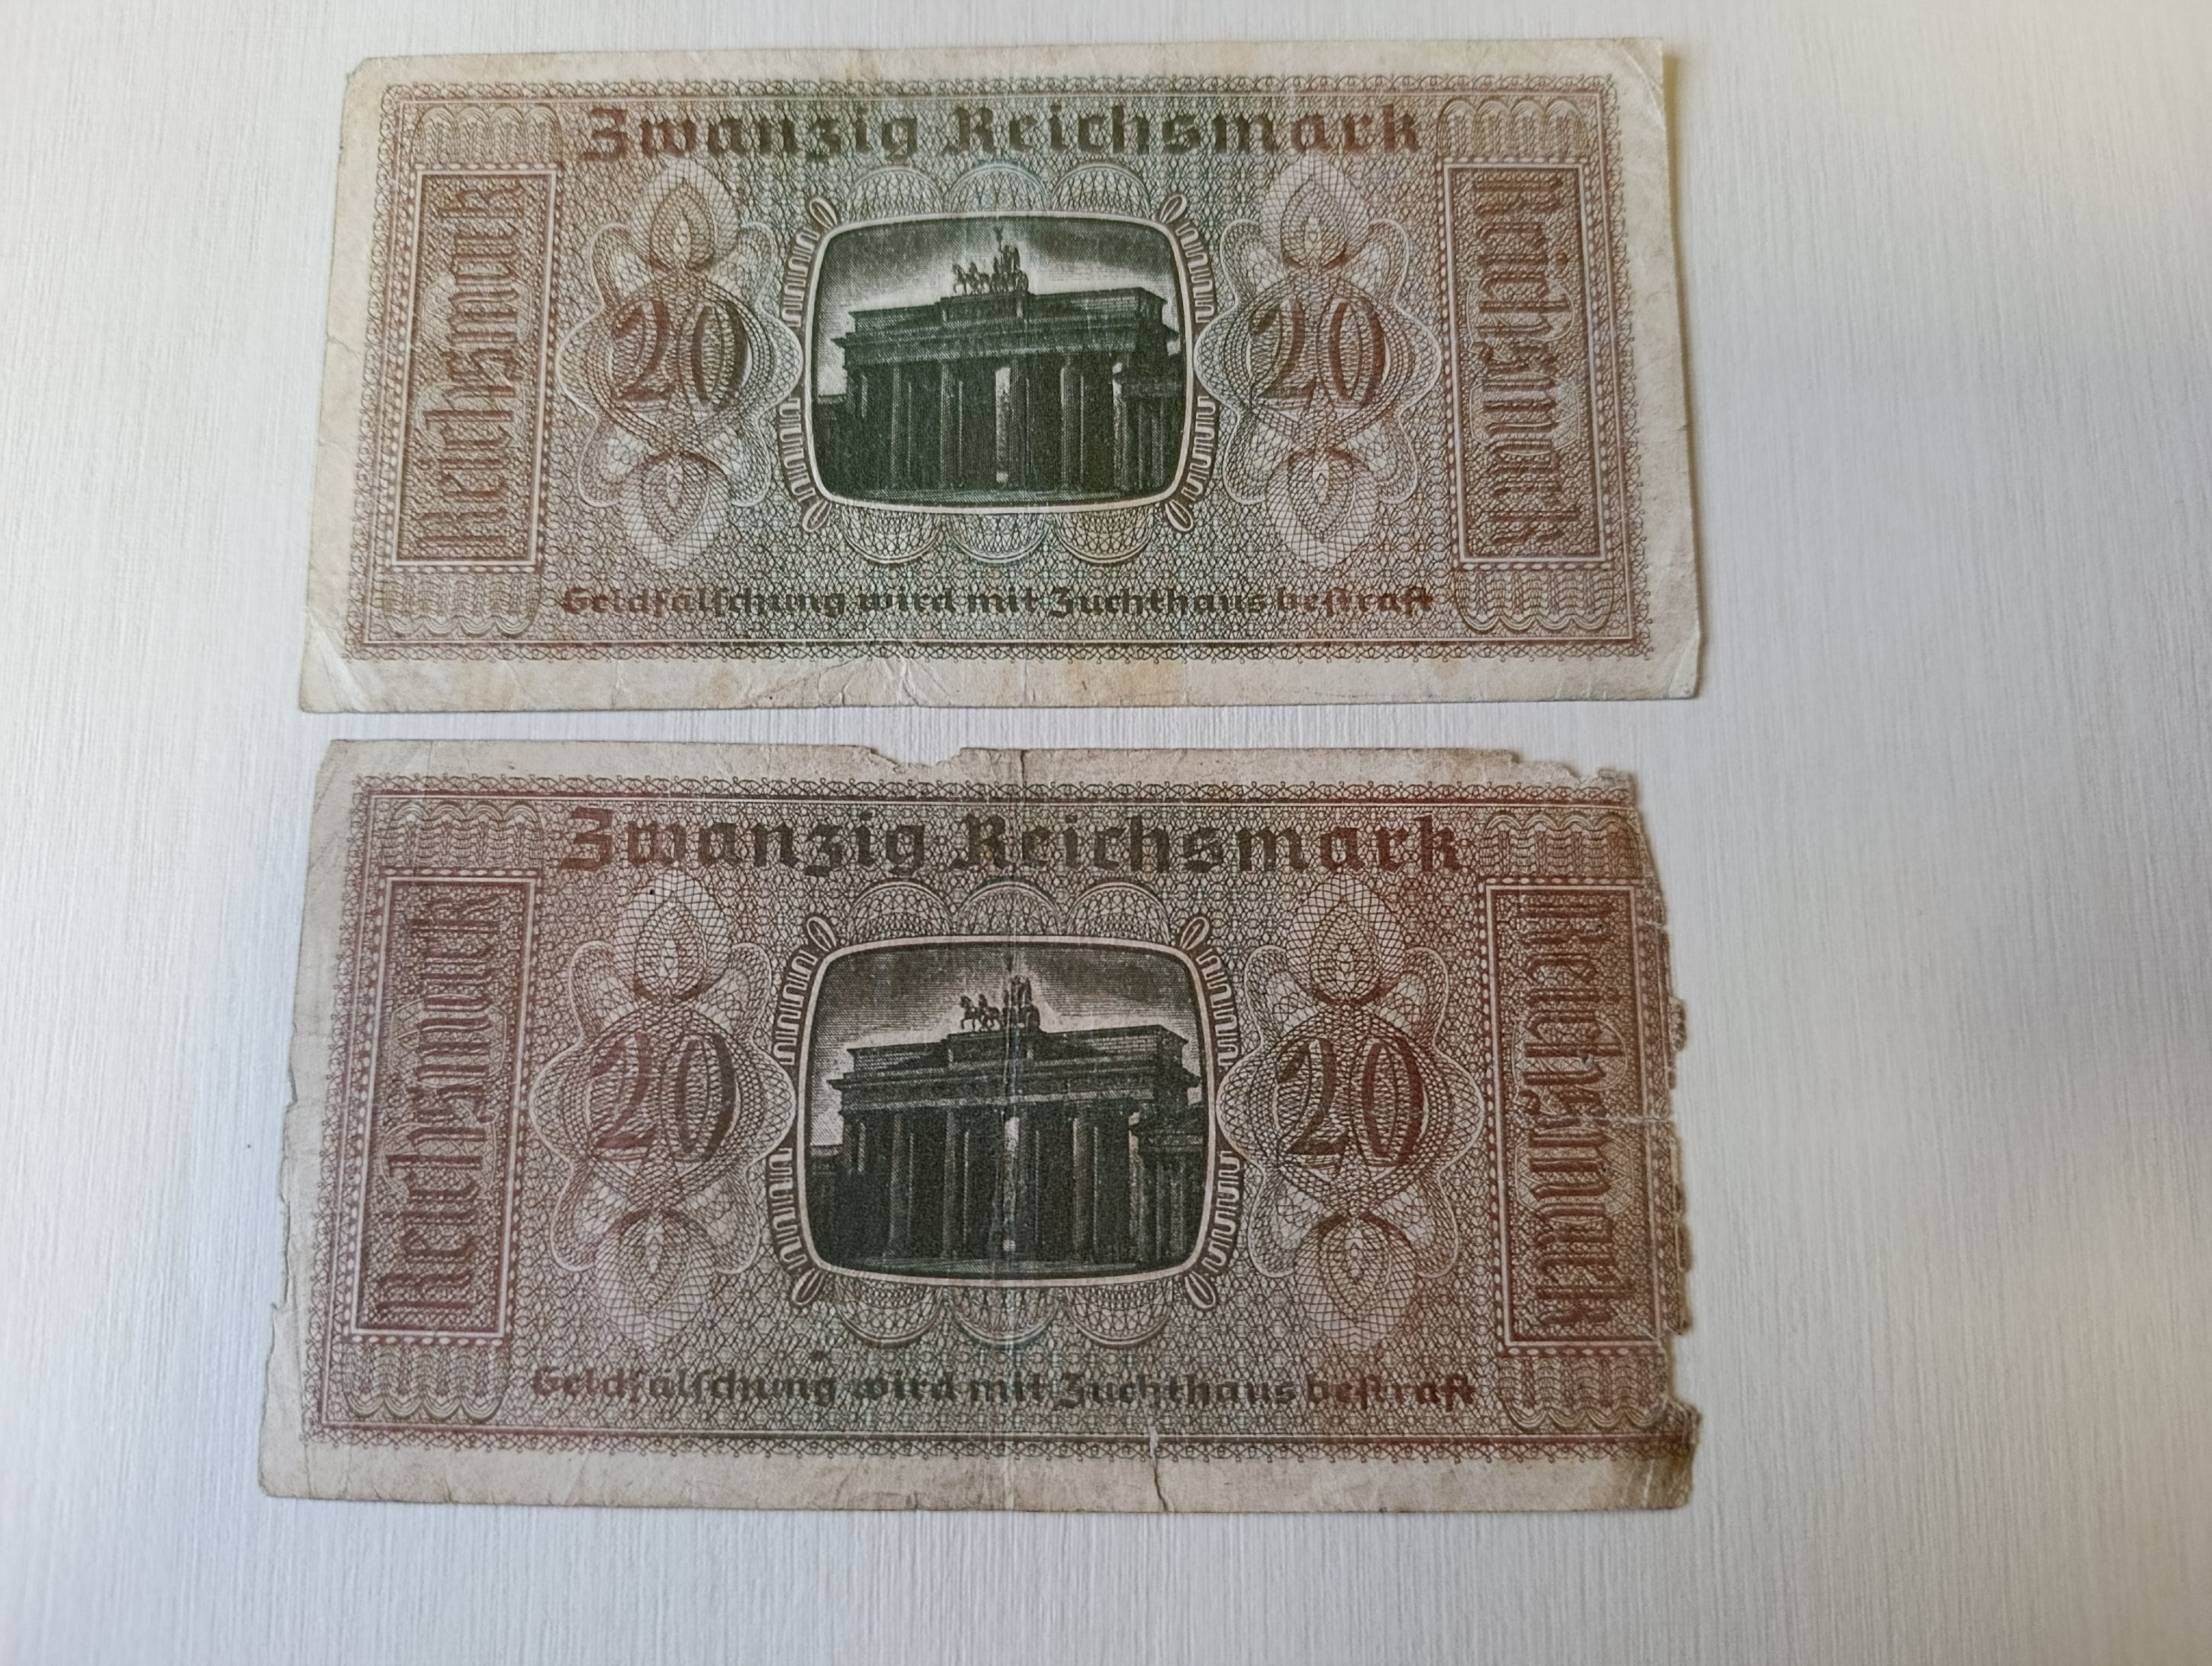 Zwanzig Reichsmark
Reichsmark
20
20
Reichsmark
Geldfälschung wird mit Zuchthaus bestraft
Zwanzig Reichsmark
Reichsmark
20
20
Reichsmark
Geldfälschung wird mit Zuchthaus bestraft